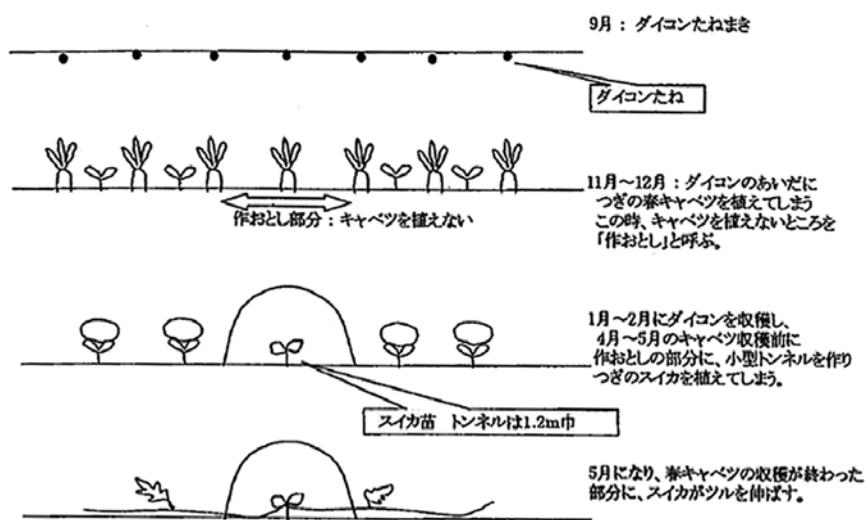 9月：ダイコンたねまき
ダイコンたね
11月～12月：ダイコンのあいだに
つぎの春キャベツを植えてしまう
この時、キャベツを植えないところを
「作おとし」と呼ぶ。
作おとし部分：キャベツを植えない
1月～2月にダイコンを収穫し、
4月～5月のキャベツ収穫前に
作おとしの部分に、小型トンネルを作り
つぎのスイカを植えてしまう。
スイカ苗　トンネルは1.2m巾
5月になり、春キャベツの収穫が終わった
部分に、スイカがツルを伸ばす。